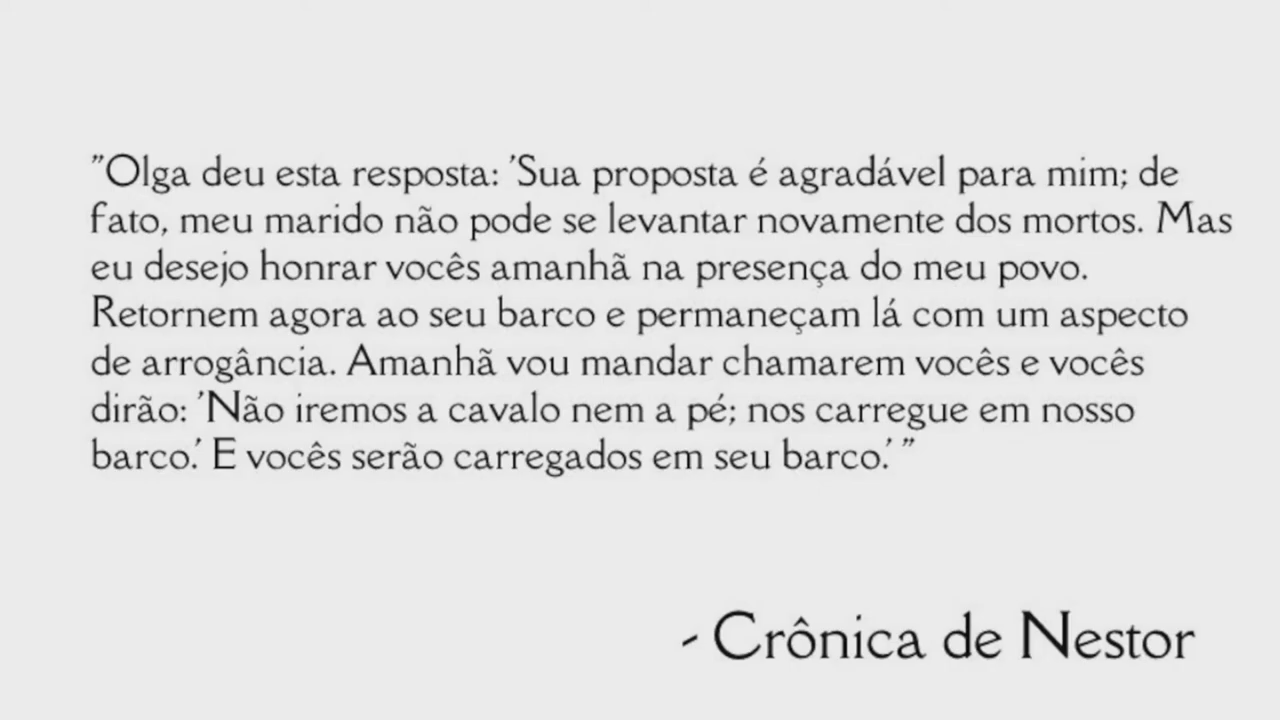 "Olga deu esta resposta: 'Sua proposta é agradável para mim; de
fato, meu marido não pode se levantar novamente dos mortos. Mas
eu desejo honrar vocês amanhã na presença do meu povo.
Retornem agora ao seu barco e permaneçam lá com um aspecto
de arrogância. Amanhã vou mandar chamarem vocês e vocês
dirão: 'Não iremos a cavalo nem a pé; nos carregue em nosso
barco.' E vocês serão carregados em seu barco.' "
- Crônica de Nestor